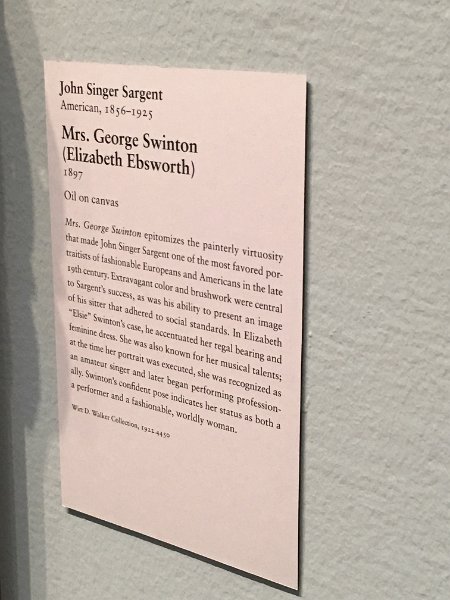 John Singer Sargent
American, 1856–1925
Mrs. George Swinton
(Elizabeth Ebsworth)
1897
Oil on canvas
Mrs. George Swinton epitomizes the painterly virtuosity
that made John Singer Sargent one of the most favored por-
traitists of fashionable Europeans and Americans in the late
19th century. Extravagant color and brushwork were central
to Sargent's success, as was his ability to present an image
of his sitter that adhered to social standards. In Elizabeth
"Elsie" Swinton's case, he accentuated her regal bearing and
feminine dress. She was also known for her musical talents;
at the time her portrait was executed, she was recognized as
an amateur singer and later began performing profession-
ally. Swinton's confident pose indicates her status as both a
a performer and a fashionable, worldly woman.
Wirt D. Walker Collection, 1922.4450